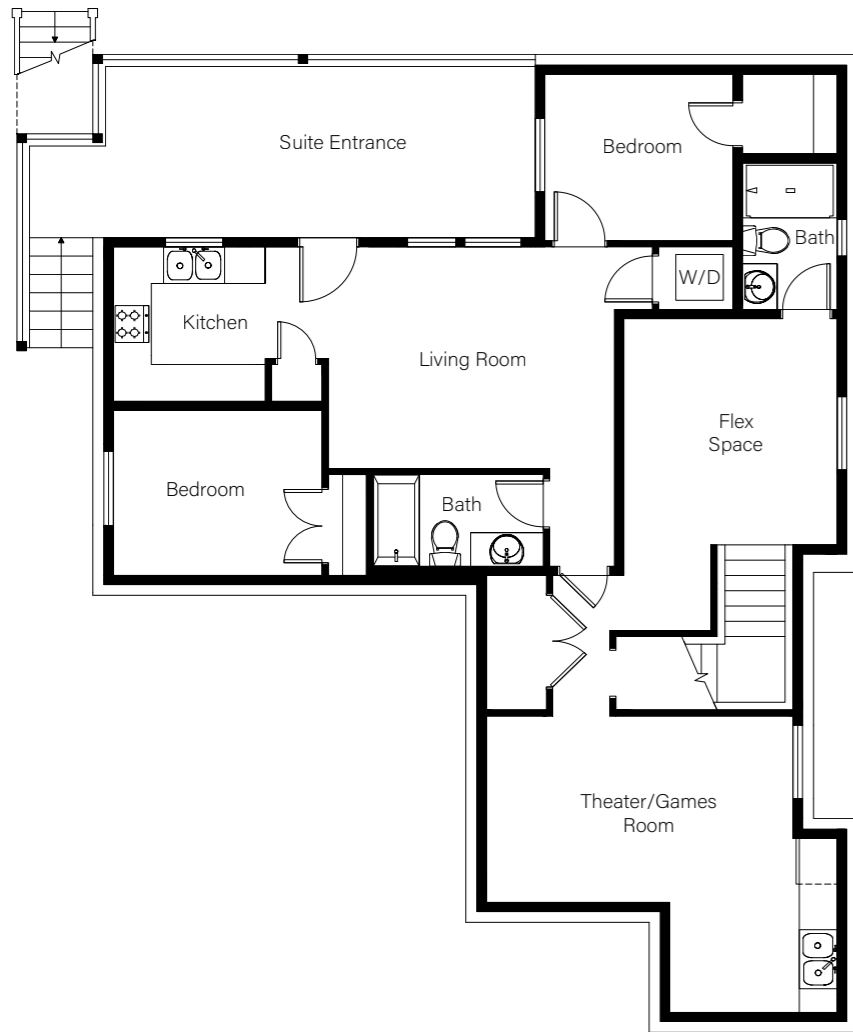 Suite Entrance
Bedroom
Bath
W/D
Kitchen
Living Room
Flex
Space
Bedroom
Bath
Theater/Games
Room